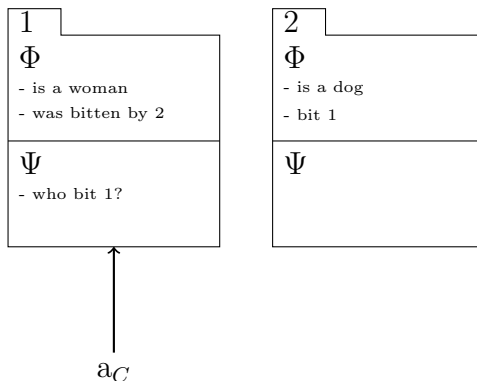 1
Φ
- is a woman
- was bitten by 2
Ψ
- who bit 1?
2
Φ
- is a dog
- bit 1
Ψ
a_C